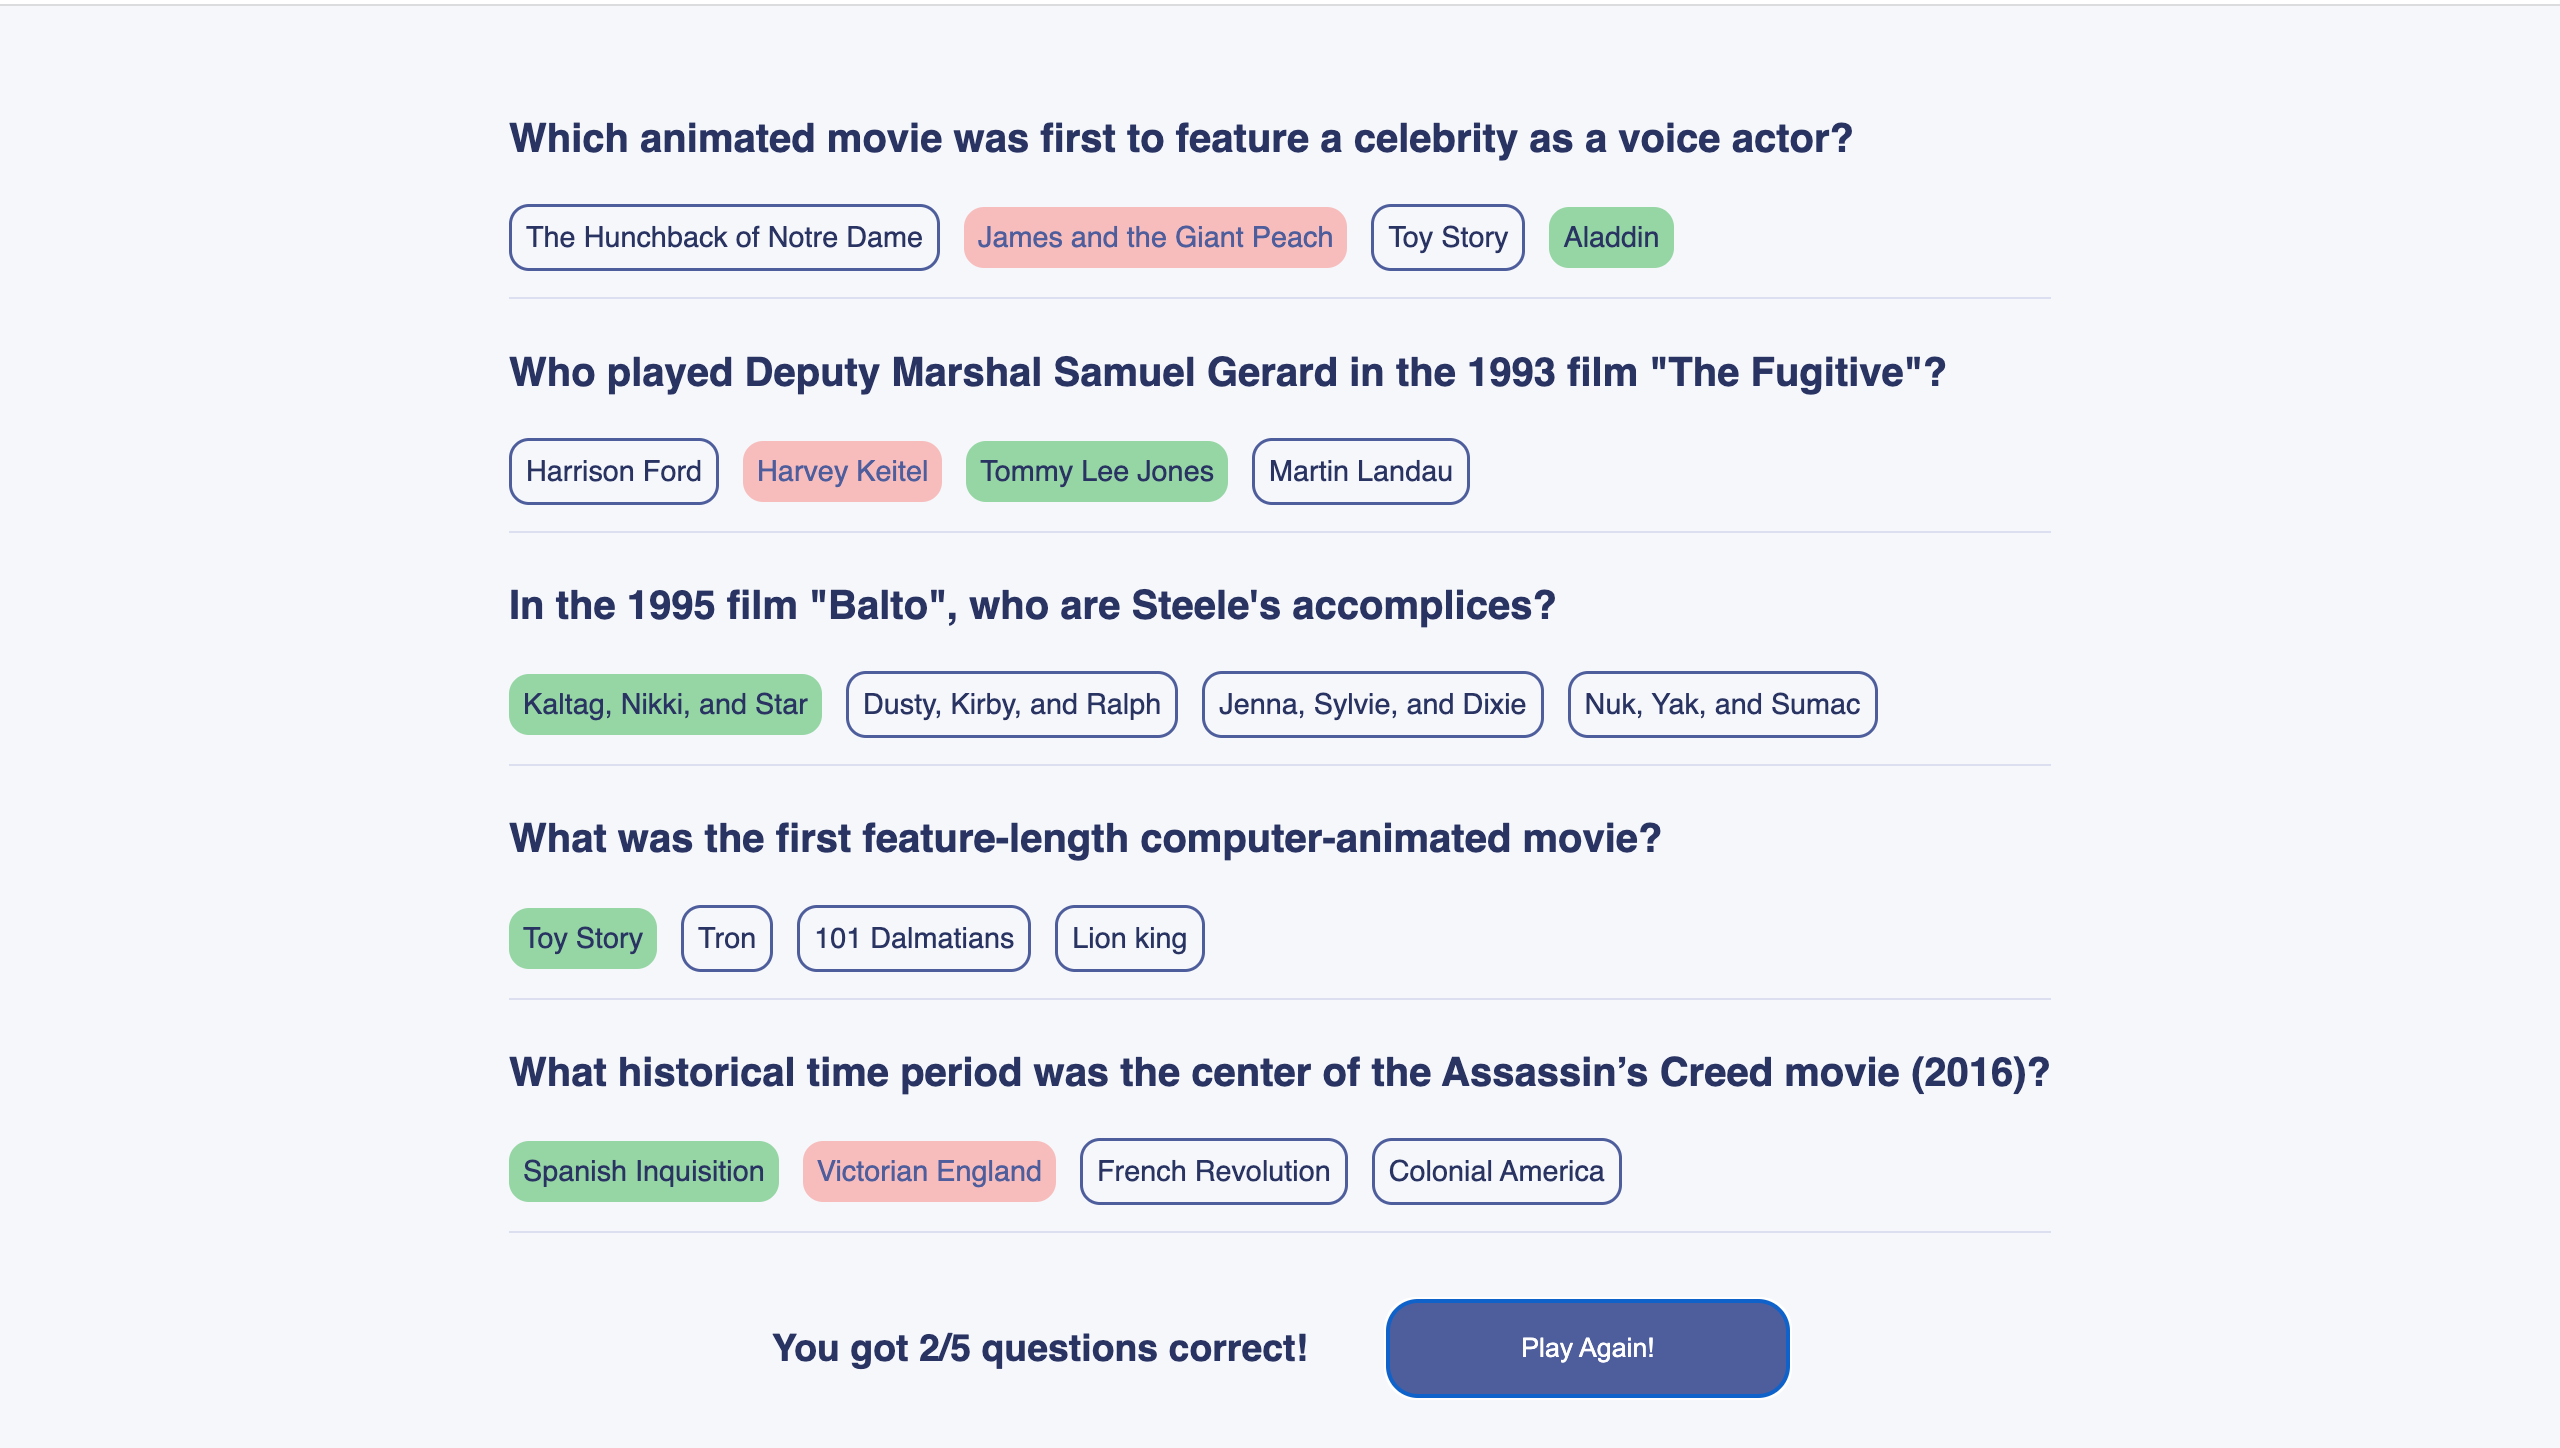 Which animated movie was first to feature a celebrity as a voice actor?
The Hunchback of Notre Dame James and the Giant Peach Toy Story Aladdin
Who played Deputy Marshal Samuel Gerard in the 1993 film "The Fugitive"?
Harrison Ford Harvey Keitel Tommy Lee Jones Martin Landau
In the 1995 film "Balto", who are Steele's accomplices?
Kaltag, Nikki, and Star Dusty, Kirby, and Ralph Jenna, Sylvie, and Dixie Nuk, Yak, and Sumac
What was the first feature-length computer-animated movie?
Toy Story Tron 101 Dalmatians Lion king
What historical time period was the center of the Assassin’s Creed movie (2016)?
Spanish Inquisition Victorian England French Revolution Colonial America
You got 2/5 questions correct! Play Again!